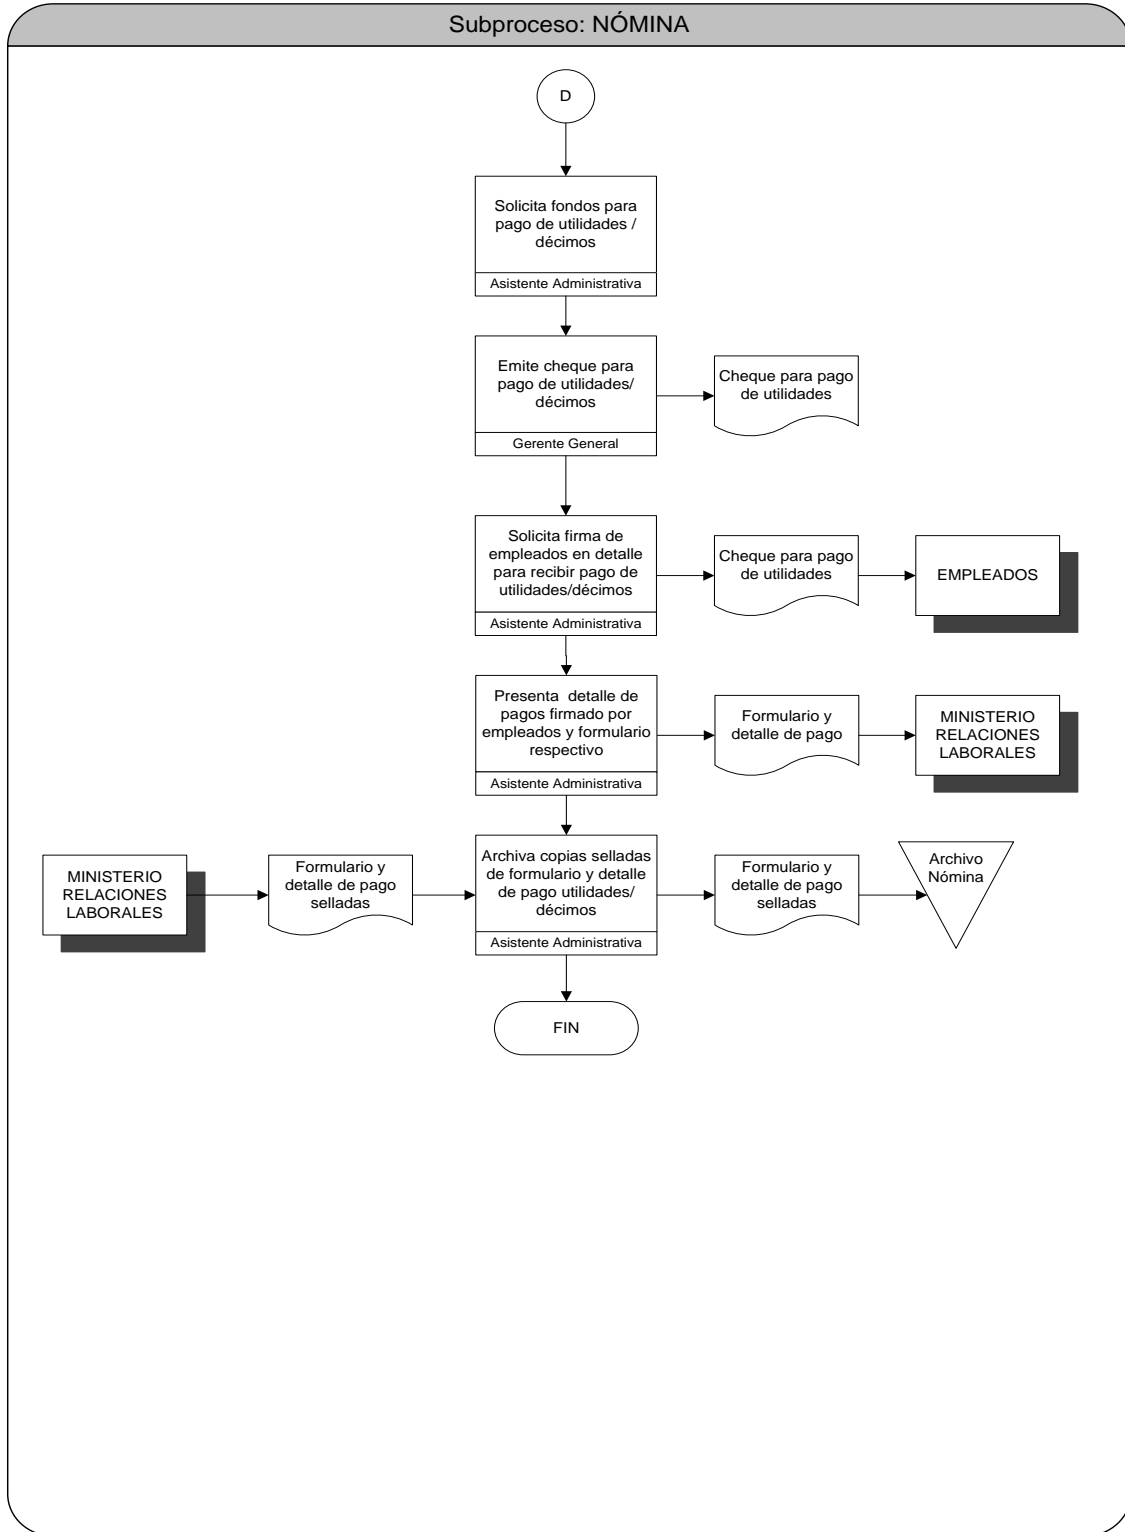 Subproceso: NÓMINA
D
Solicita fondos para
pago de utilidades /
décimos
Asistente Administrativa
Emite cheque para
pago de utilidades/
décimos
Gerente General
Cheque para pago
de utilidades
Solicita firma de
empleados en detalle
para recibir pago de
utilidades/décimos
Asistente Administrativa
Cheque para pago
de utilidades
EMPLEADOS
Presenta detalle de
pagos firmado por
empleados y formulario
respectivo
Asistente Administrativa
Formulario y
detalle de pago
MINISTERIO
RELACIONES
LABORALES
MINISTERIO
RELACIONES
LABORALES
Formulario y
detalle de pago
selladas
Archiva copias selladas
de formulario y detalle
de pago utilidades/
décimos
Asistente Administrativa
Formulario y
detalle de pago
selladas
Archivo
Nómina
FIN